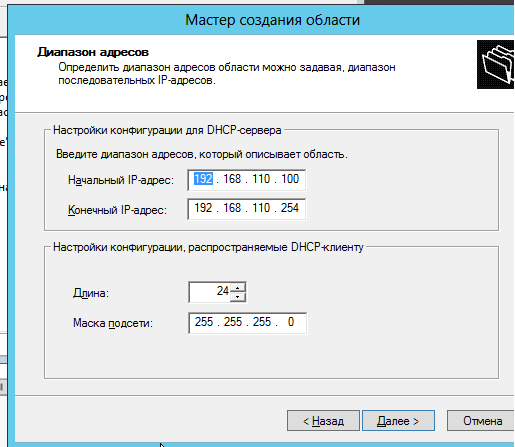 Мастер создания области
Диапазон адресов
Определить диапазон адресов области можно задавая, диапазон
последовательных IP-адресов.
Настройки конфигурации для DHCP-сервера
Введите диапазон адресов, который описывает область.
Начальный IP-адрес: 192 . 168 . 110 . 100
Конечный IP-адрес: 192 . 168 . 110 . 254
Настройки конфигурации, распространяемые DHCP-клиенту
Длина: 24
Маска подсети: 255 . 255 . 255 . 0
< Назад Далее > Отмена